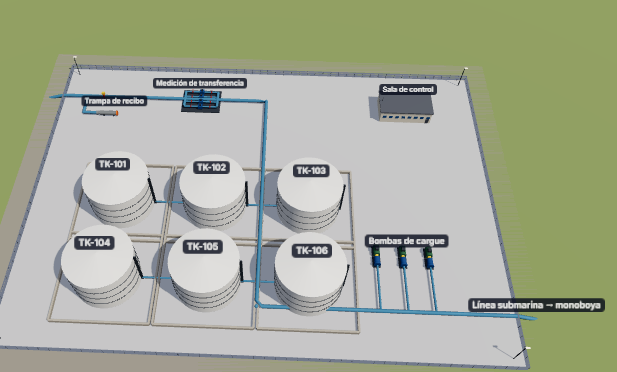 Medición de transferencia
Sala de control
Trampa de recibo
TK-101
TK-102
TK-103
TK-104
TK-105
TK-106
Bombas de cargue
Línea submarina → monoboya